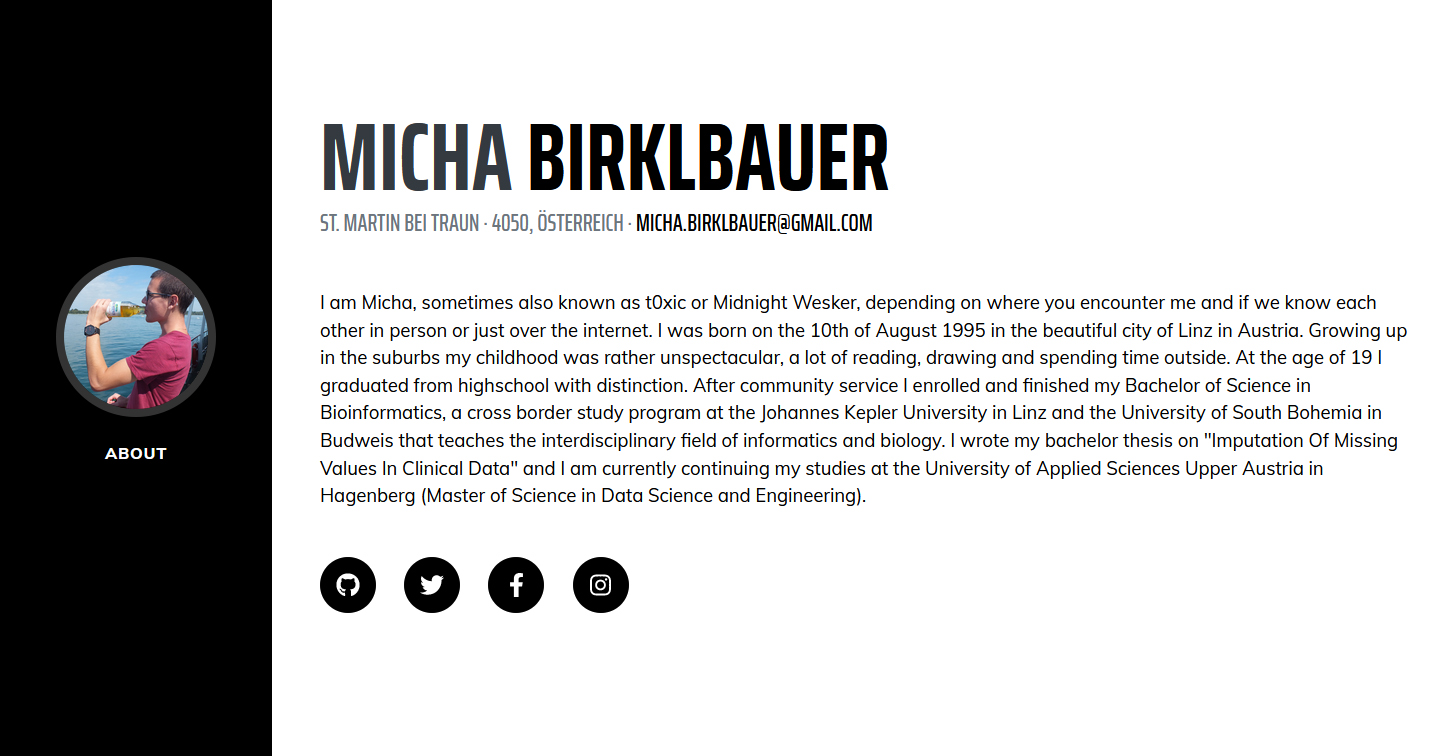 MICHA BIRKLBAUER
ST. MARTIN BEI TRAUN · 4050, ÖSTERREICH · MICHA.BIRKLBAUER@GMAIL.COM
I am Micha, sometimes also known as t0xic or Midnight Wesker, depending on where you encounter me and if we know each
other in person or just over the internet. I was born on the 10th of August 1995 in the beautiful city of Linz in Austria. Growing up
in the suburbs my childhood was rather unspectacular, a lot of reading, drawing and spending time outside. At the age of 19 I
graduated from highschool with distinction. After community service I enrolled and finished my Bachelor of Science in
Bioinformatics, a cross border study program at the Johannes Kepler University in Linz and the University of South Bohemia in
Budweis that teaches the interdisciplinary field of informatics and biology. I wrote my bachelor thesis on "Imputation Of Missing
Values In Clinical Data" and I am currently continuing my studies at the University of Applied Sciences Upper Austria in
Hagenberg (Master of Science in Data Science and Engineering).
ABOUT